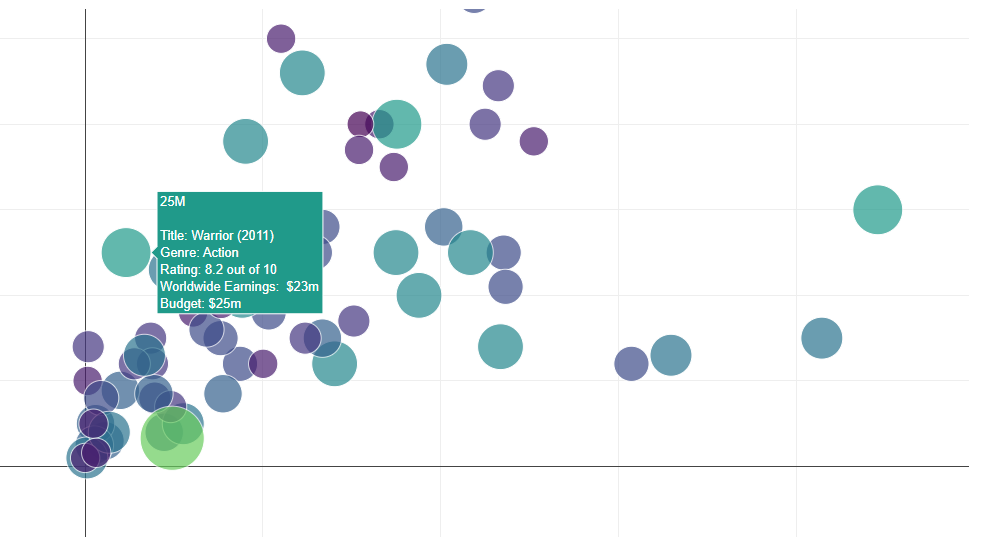 25M
Title: Warrior (2011)
Genre: Action
Rating: 8.2 out of 10
Worldwide Earnings:  $23m
Budget: $25m